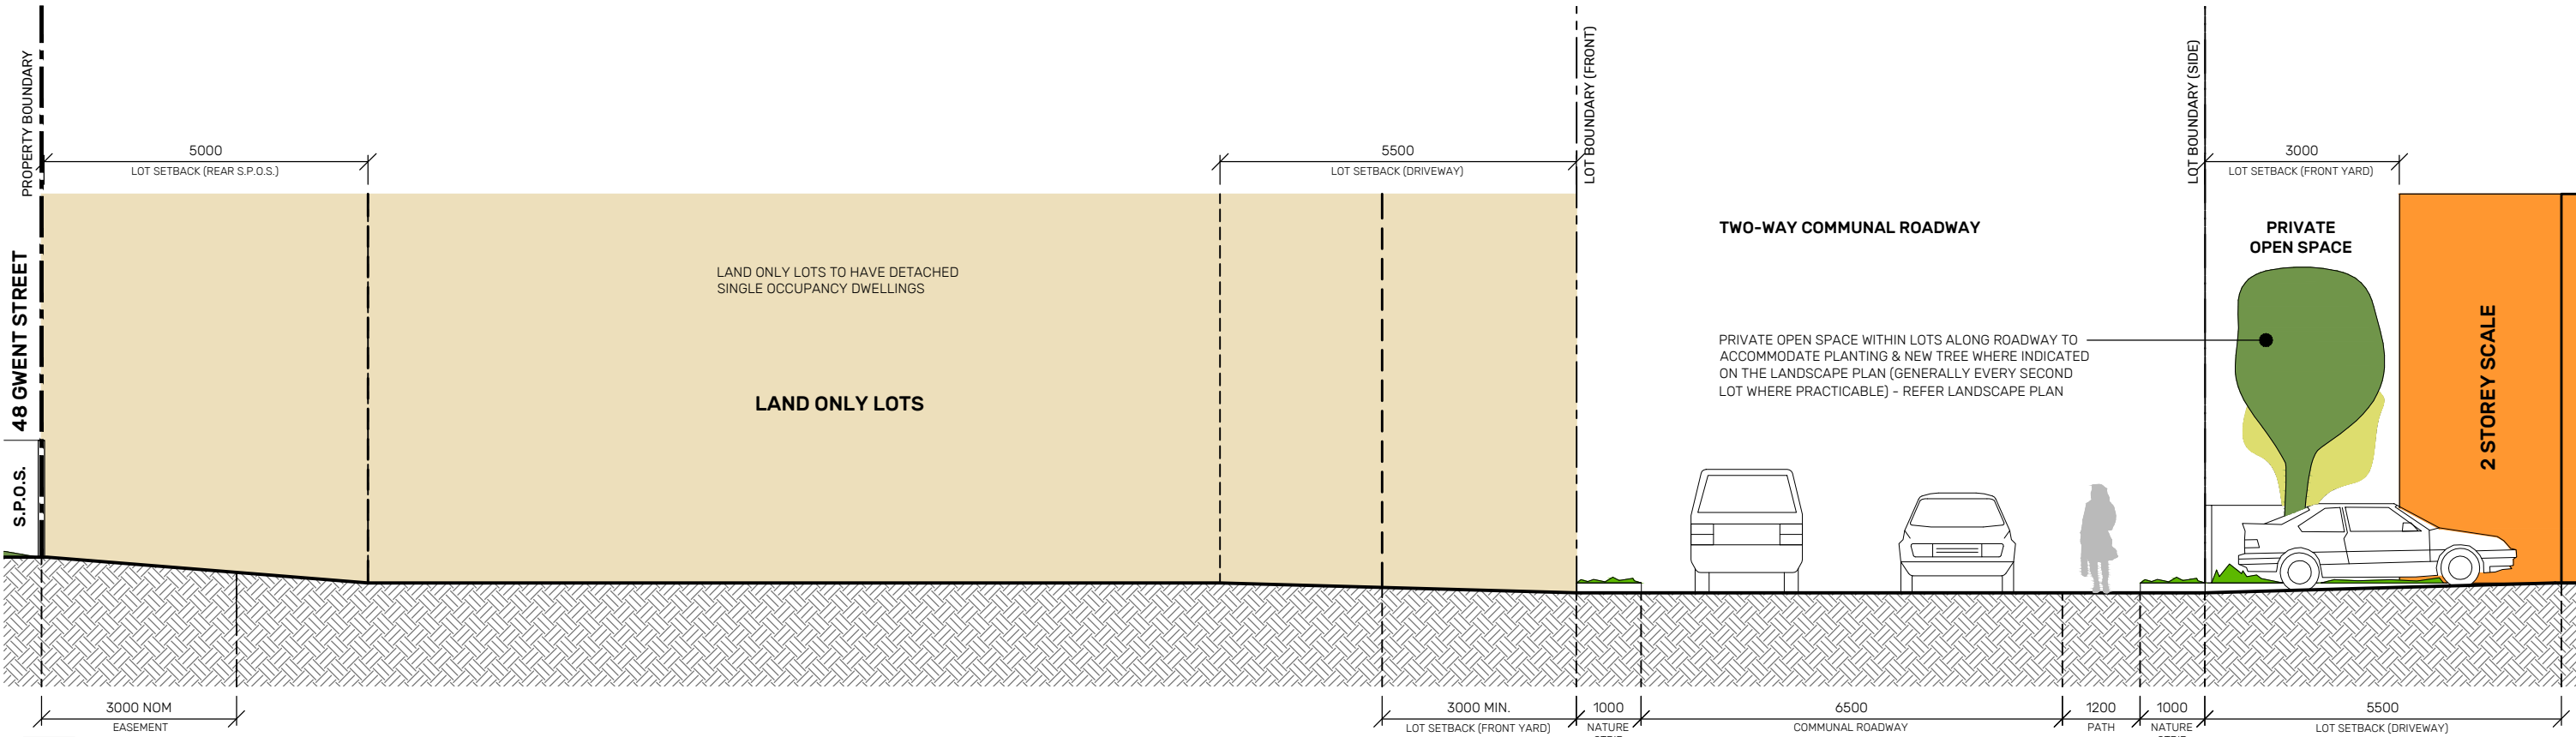 PROPERTY BOUNDARY
48 GWENT STREET
S.P.O.S.
5000
LOT SETBACK (REAR S.P.O.S.)
LAND ONLY LOTS TO HAVE DETACHED
SINGLE OCCUPANCY DWELLINGS
LAND ONLY LOTS
5500
LOT SETBACK (DRIVEWAY)
LOT BOUNDARY (FRONT)
TWO-WAY COMMUNAL ROADWAY
PRIVATE OPEN SPACE WITHIN LOTS ALONG ROADWAY TO
ACCOMMODATE PLANTING & NEW TREE WHERE INDICATED
ON THE LANDSCAPE PLAN (GENERALLY EVERY SECOND
LOT WHERE PRACTICABLE) - REFER LANDSCAPE PLAN
LOT BOUNDARY (SIDE)
3000
LOT SETBACK (FRONT YARD)
PRIVATE
OPEN SPACE
2 STOREY SCALE
3000 NOM
EASEMENT
3000 MIN.
LOT SETBACK (FRONT YARD)
1000
NATURE
6500
COMMUNAL ROADWAY
1200
PATH
1000
NATURE
5500
LOT SETBACK (DRIVEWAY)